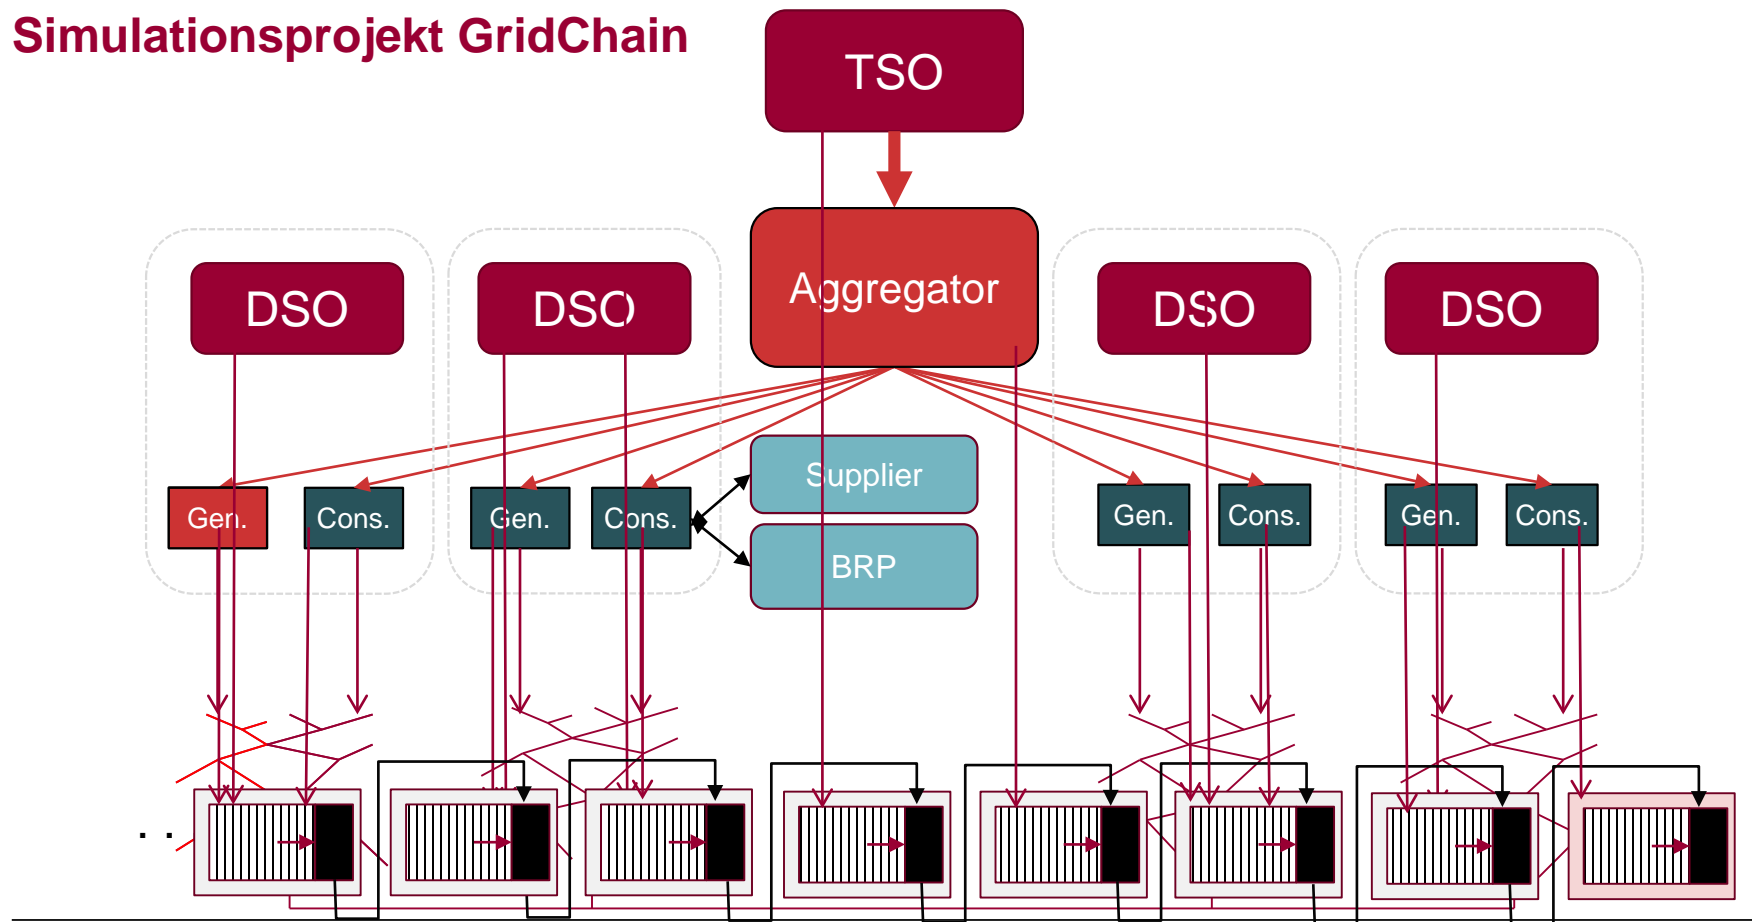 Simulationsprojekt GridChain
TSO
Aggregator
DSO
DSO
DSO
DSO
Supplier
Gen.
Cons.
Gen.
Cons.
Gen.
Cons.
Gen.
Cons.
BRP
. .